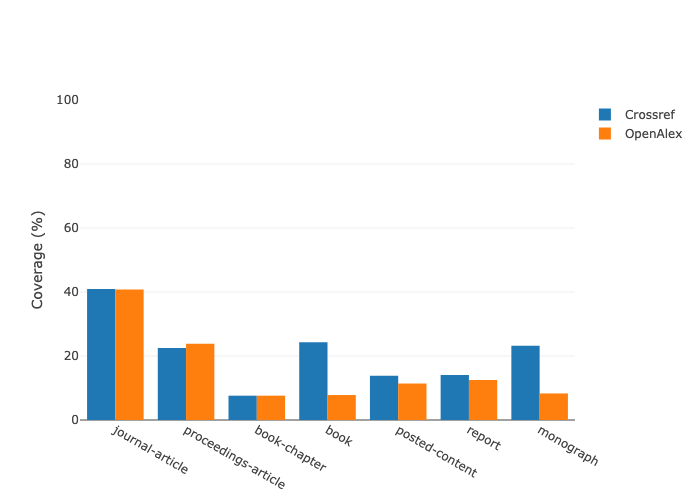 100
80
60
40
20
0
Coverage (%)
journal-article
proceedings-article
book-chapter
book
posted-content
report
monograph
Crossref
OpenAlex